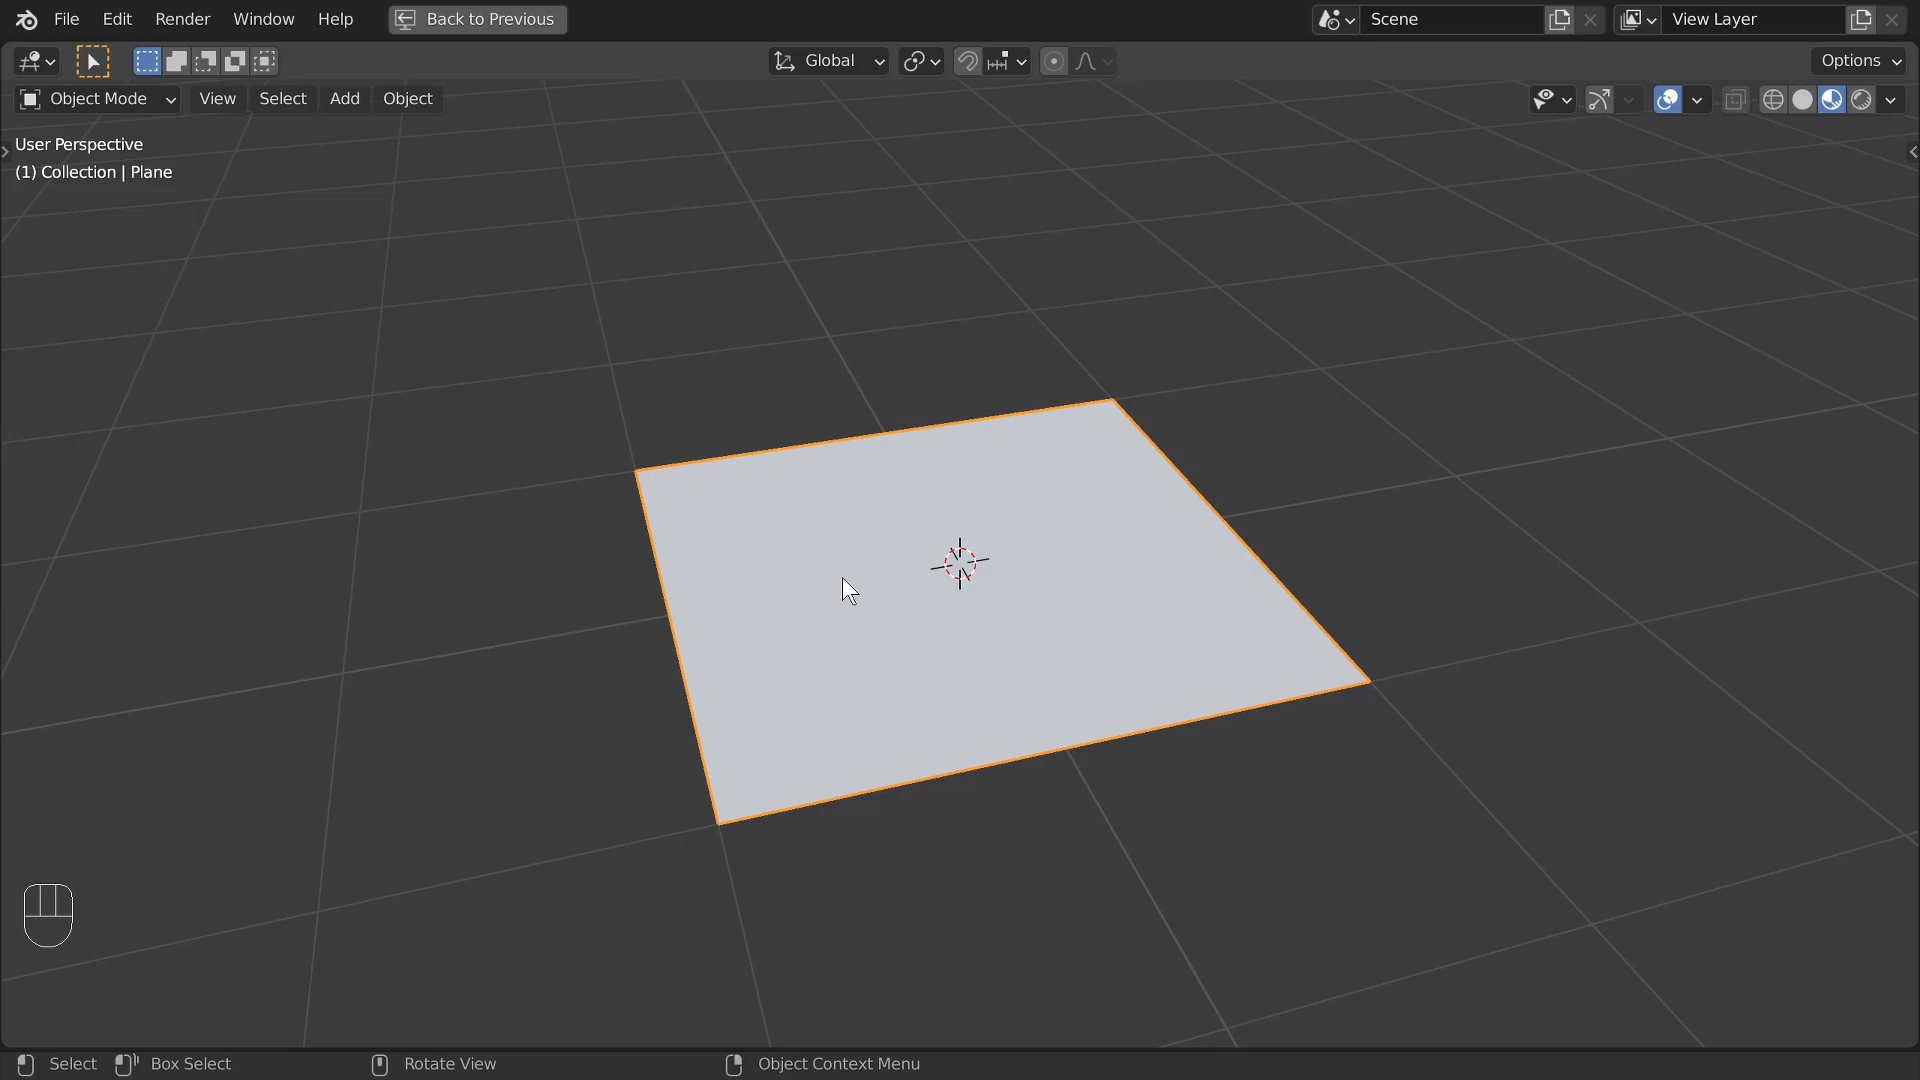 File Edit Render Window Help Back to Previous Scene View Layer
Global Options
Object Mode View Select Add Object
User Perspective
(1) Collection | Plane
Select Box Select Rotate View Object Context Menu